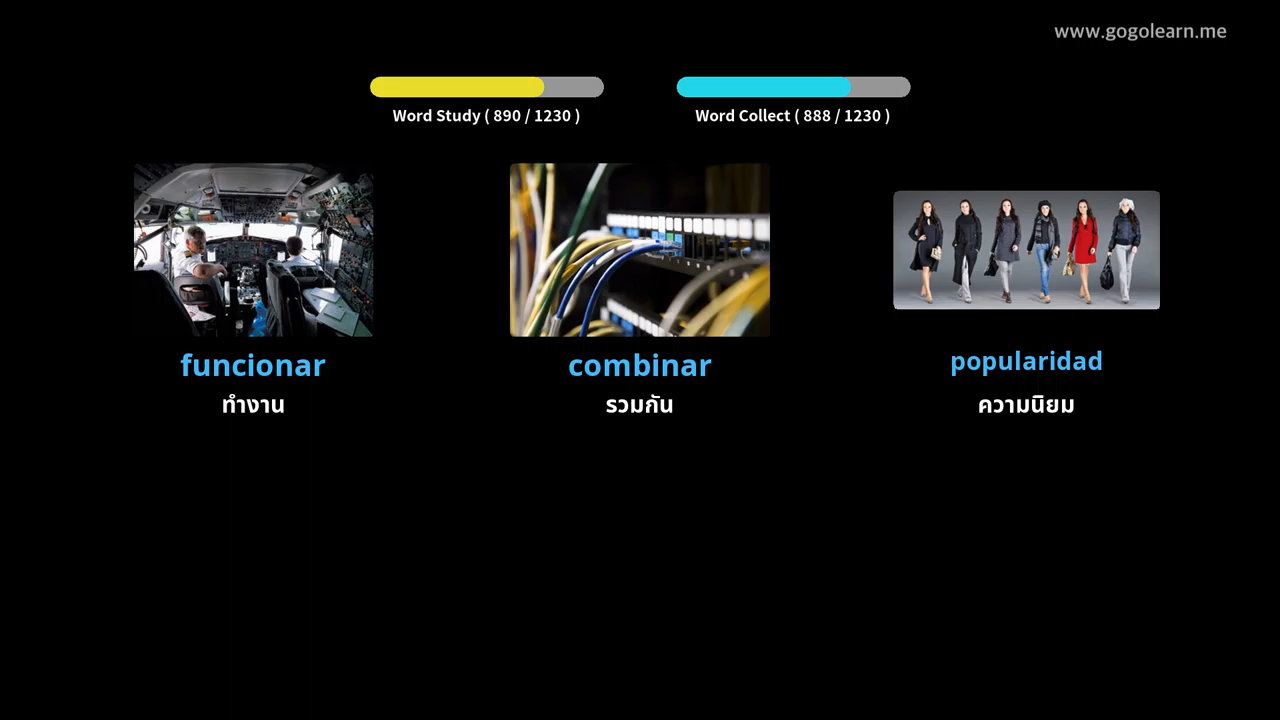 www.gogolearn.me
Word Study ( 890 / 1230 )
Word Collect ( 888 / 1230 )
funcionar
ทำงาน
combinar
รวมกัน
popularidad
ความนิยม